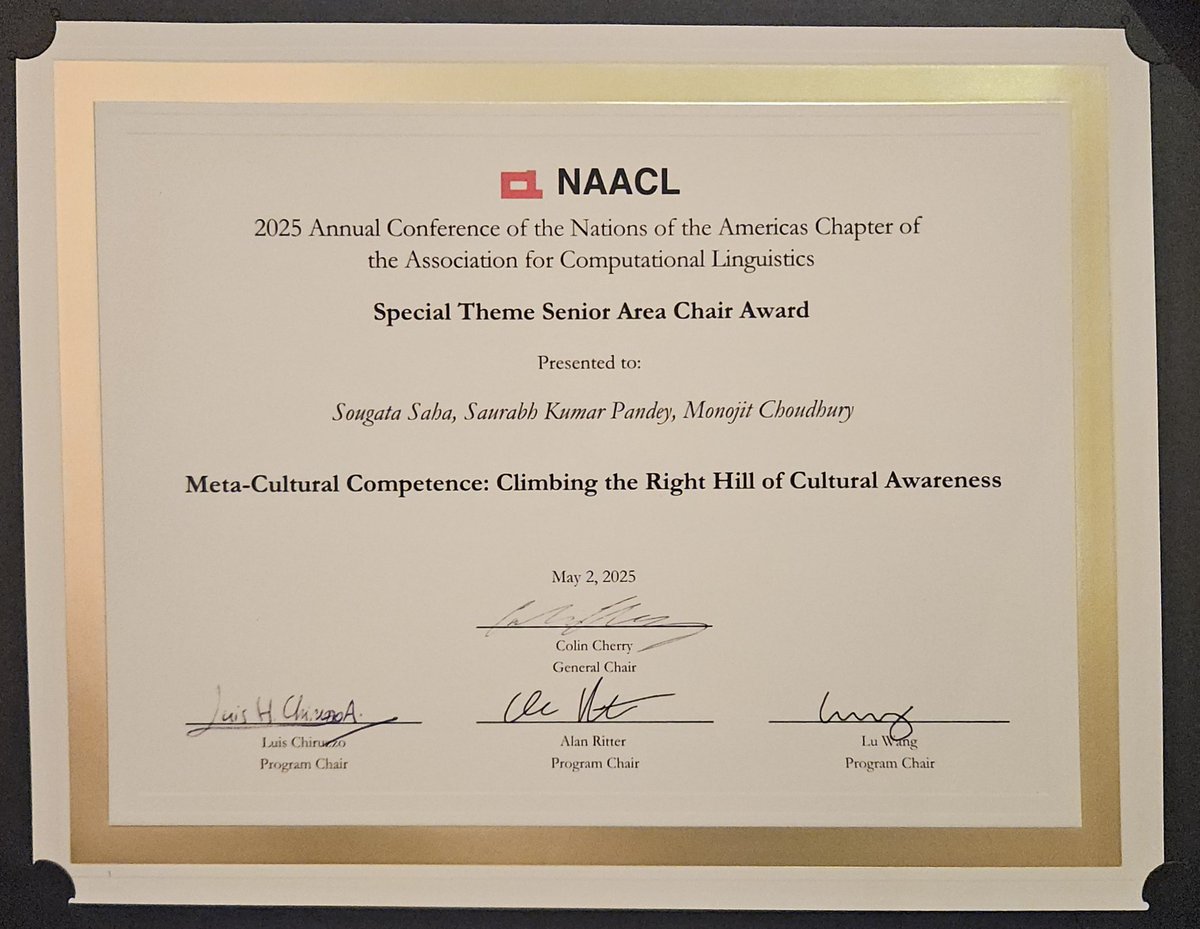 NAACL
2025 Annual Conference of the Nations of the Americas Chapter of
the Association for Computational Linguistics
Special Theme Senior Area Chair Award
Presented to:
Sougata Saha, Saurabh Kumar Pandey, Monojit Choudhury
Meta-Cultural Competence: Climbing the Right Hill of Cultural Awareness
May 2, 2025
Colin Cherry
General Chair
Luis H. Chiruzzo A.
Luis Chiruzzo
Program Chair
Alan Ritter
Program Chair
Lu Wang
Program Chair